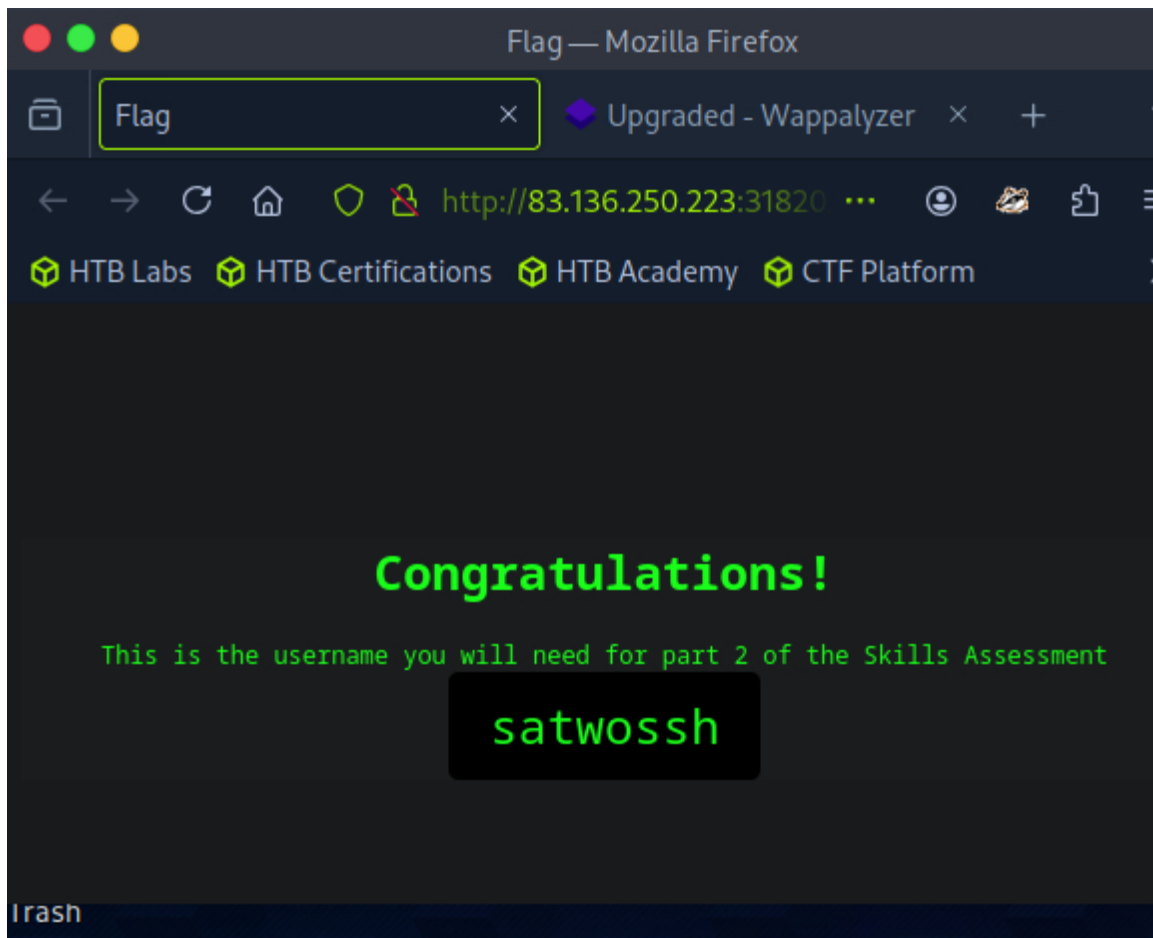 Flag — Mozilla Firefox
Flag
Upgraded - Wappalyzer
http://83.136.250.223:31820
HTB Labs HTB Certifications HTB Academy CTF Platform
Congratulations!
This is the username you will need for part 2 of the Skills Assessment
satwossh
Trash